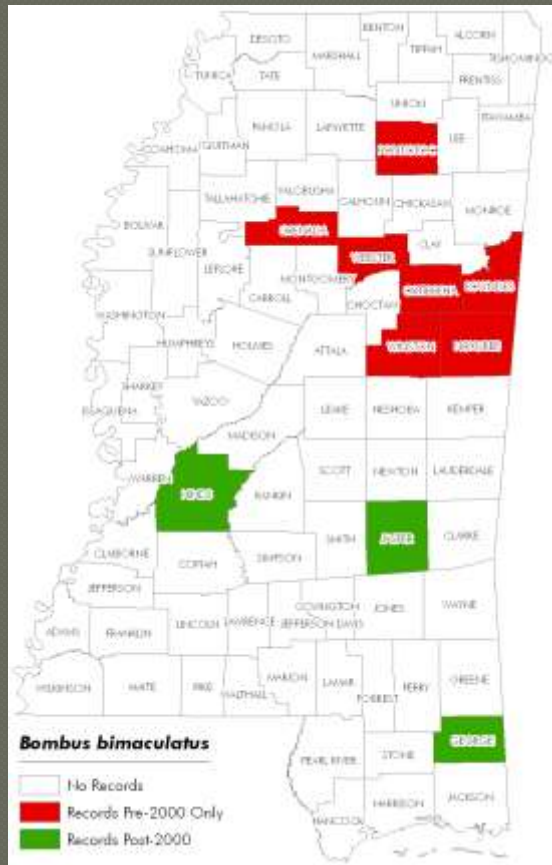 BENTON ALCORN
DESOTO MARSHALL TIPPAH TISHOMINGO
TUNICA TATE PRENTISS
UNION
PANOLA LAFAYETTE ITAWAMBA
COAHOMA QUITMAN PONTOTOC LEE
YALOBUSHA
TALLAHATCHIE CALHOUN CHICKASAW MONROE
BOLIVAR GRENADA
SUNFLOWER CLAY
LEFLORE WEBSTER
MONTGOMERY OKTIBBEHA LOWNDES
CARROLL CHOCTAW
WASHINGTON
HUMPHREYS HOLMES ATTALA WINSTON NOXUBEE
SHARKEY
ISSAQUENA YAZOO LEAKE NESHOBA KEMPER
MADISON
WARREN SCOTT NEWTON LAUDERDALE
HINDS RANKIN
SMITH JASPER CLARKE
CLAIBORNE COPIAH SIMPSON
JEFFERSON
COVINGTON JONES WAYNE
LINCOLN LAWRENCE JEFFERSON DAVIS
ADAMS FRANKLIN
MARION LAMAR PERRY GREENE
WILKINSON AMITE PIKE WALTHALL FORREST
Bombus bimaculatus GEORGE
PEARL RIVER STONE
No Records
HARRISON JACKSON
Records Pre-2000 Only HANCOCK
Records Post-2000